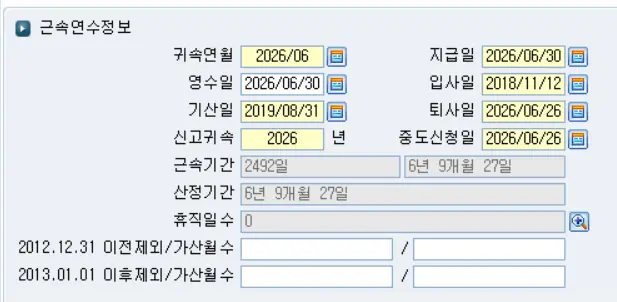 근속연수정보
귀속연월 2026/06 지급일 2026/06/30
영수일 2026/06/30 입사일 2018/11/12
기산일 2019/08/31 퇴사일 2026/06/26
신고귀속 2026 년 중도신청일 2026/06/26
근속기간 2492일 6년 9개월 27일
산정기간 6년 9개월 27일
휴직일수 0
2012.12.31 이전제외/가산월수 /
2013.01.01 이후제외/가산월수 /